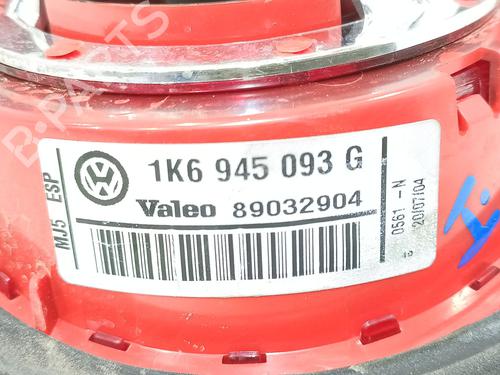 B-PARTS
1K6 945 093 G
Valeo 89032904
MJ5 ESP
0561 -N
20/07/04